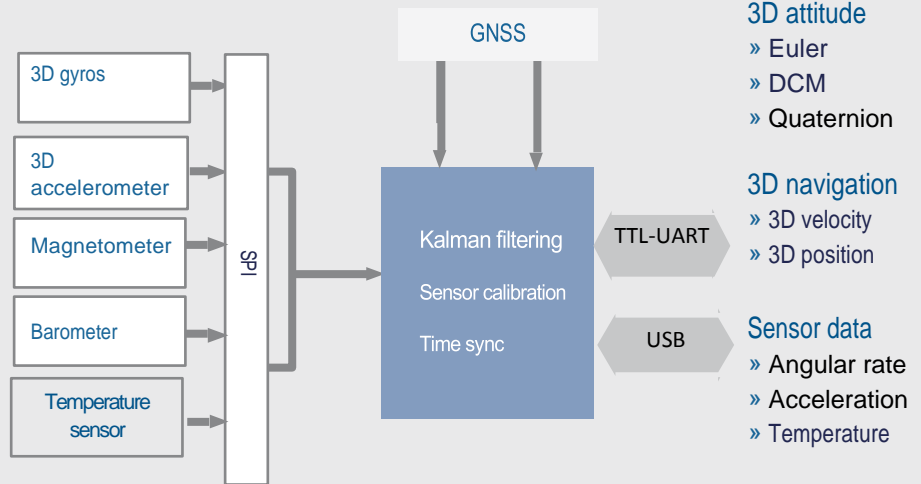 3D gyros
3D
accelerometer
Magnetometer
Barometer
Temperature
sensor
SPI
GNSS
Kalman filtering
Sensor calibration
Time sync
TTL-UART
USB
3D attitude
» Euler
» DCM
» Quaternion
3D navigation
» 3D velocity
» 3D position
Sensor data
» Angular rate
» Acceleration
» Temperature